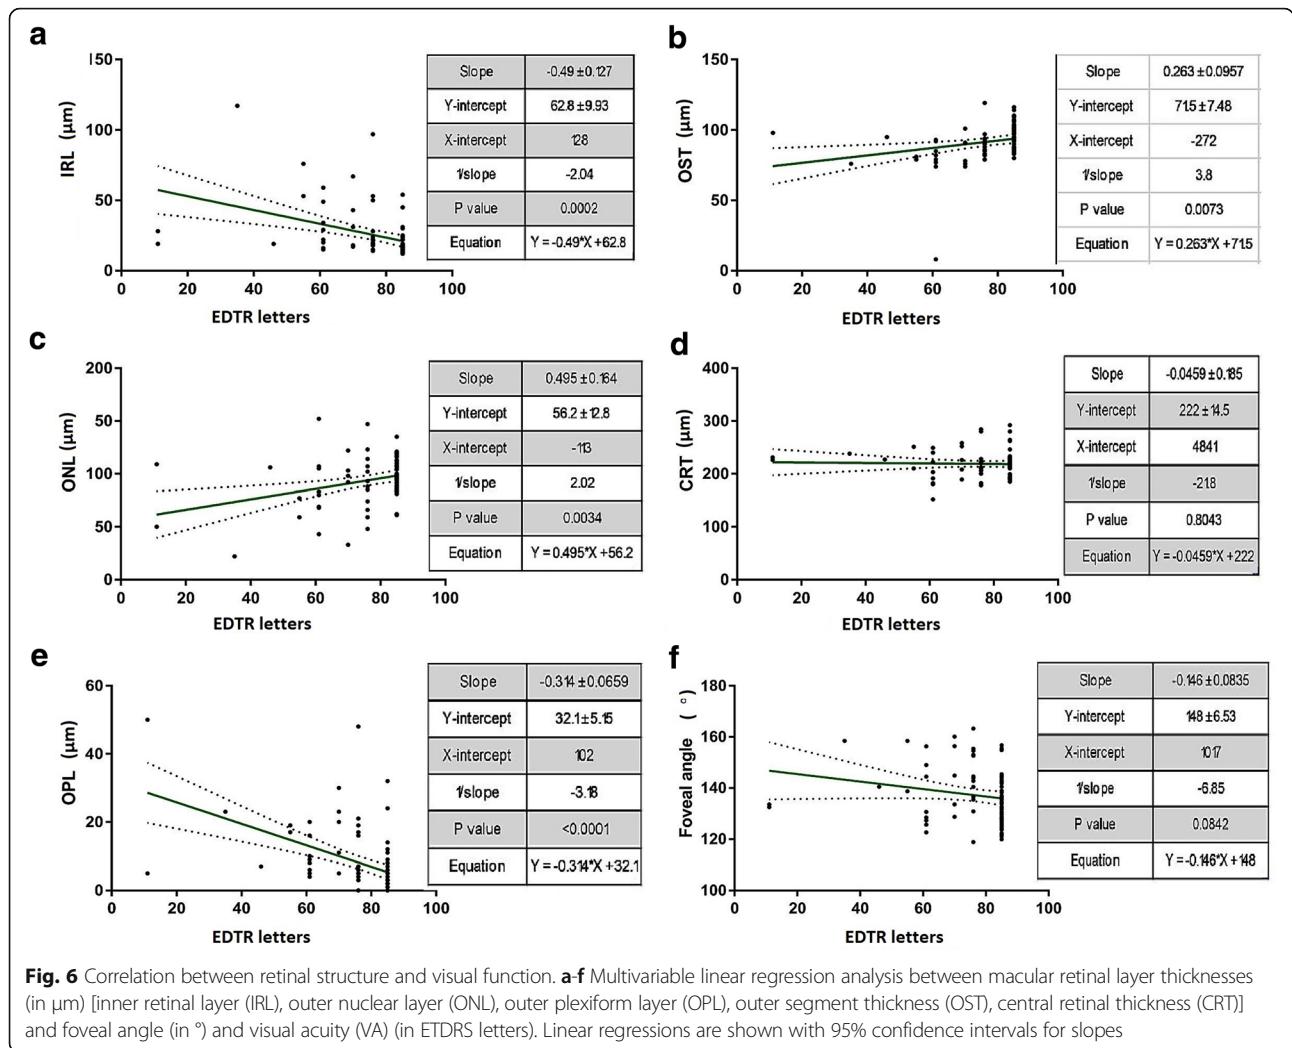 a
150
100
50
0
IRL (µm)
0 20 40 60 80 100
EDTR letters
Slope -0.49 ±0.127
Y-intercept 62.8 ±9.93
X-intercept 128
1/slope -2.04
P value 0.0002
Equation Y = -0.49*X +62.8
b
150
100
50
0
OST (µm)
0 20 40 60 80 100
EDTR letters
Slope 0.263 ±0.0957
Y-intercept 71.5 ±7.48
X-intercept -272
1/slope 3.8
P value 0.0073
Equation Y = 0.263*X +71.5
c
200
50
100
50
0
ONL (µm)
0 20 40 60 80 100
EDTR letters
Slope 0.495 ±0.164
Y-intercept 56.2 ±12.8
X-intercept -113
1/slope 2.02
P value 0.0034
Equation Y = 0.495*X +56.2
d
400
300
200
100
0
CRT (µm)
0 20 40 60 80 100
EDTR letters
Slope -0.0459 ±0.185
Y-intercept 222 ±14.5
X-intercept 4841
1/slope -21.8
P value 0.8043
Equation Y = -0.0459*X +222
e
60
40
20
0
OPL (µm)
0 20 40 60 80 100
EDTR letters
Slope -0.314 ±0.0659
Y-intercept 32.1±5.15
X-intercept 102
1/slope -3.18
P value <0.0001
Equation Y = -0.314*X +32.1
f
180
160
140
120
100
Foveal angle ( °)
0 20 40 60 80 100
EDTR letters
Slope -0.146 ±0.0835
Y-intercept 148 ±6.53
X-intercept 1017
1/slope -6.85
P value 0.0842
Equation Y = -0.146*X +148
Fig. 6 Correlation between retinal structure and visual function. a-f Multivariable linear regression analysis between macular retinal layer thicknesses
(in µm) [inner retinal layer (IRL), outer nuclear layer (ONL), outer plexiform layer (OPL), outer segment thickness (OST), central retinal thickness (CRT)]
and foveal angle (in °) and visual acuity (VA) (in ETDRS letters). Linear regressions are shown with 95% confidence intervals for slopes